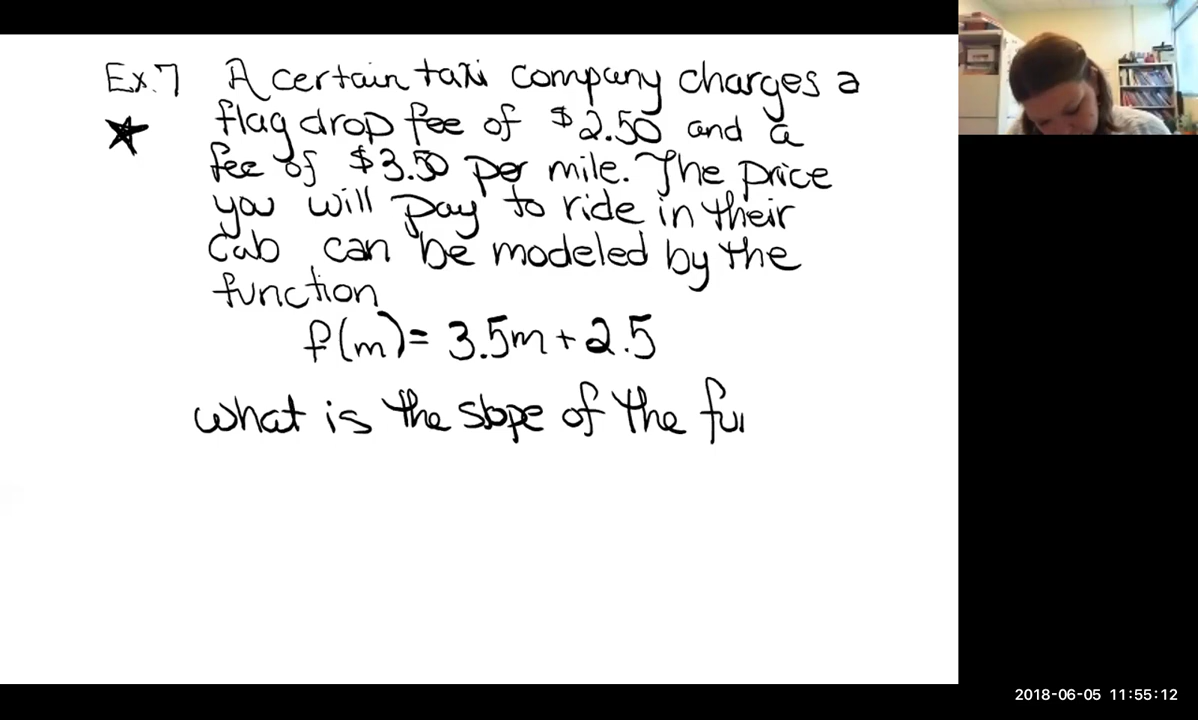 Ex.7 A certain taxi company charges a
flag drop fee of $2.50 and a
fee of $3.50 per mile. The price
you will pay to ride in their
cab can be modeled by the
function
f(m) = 3.5m + 2.5
what is the slope of the fu
2018-06-05 11:55:12